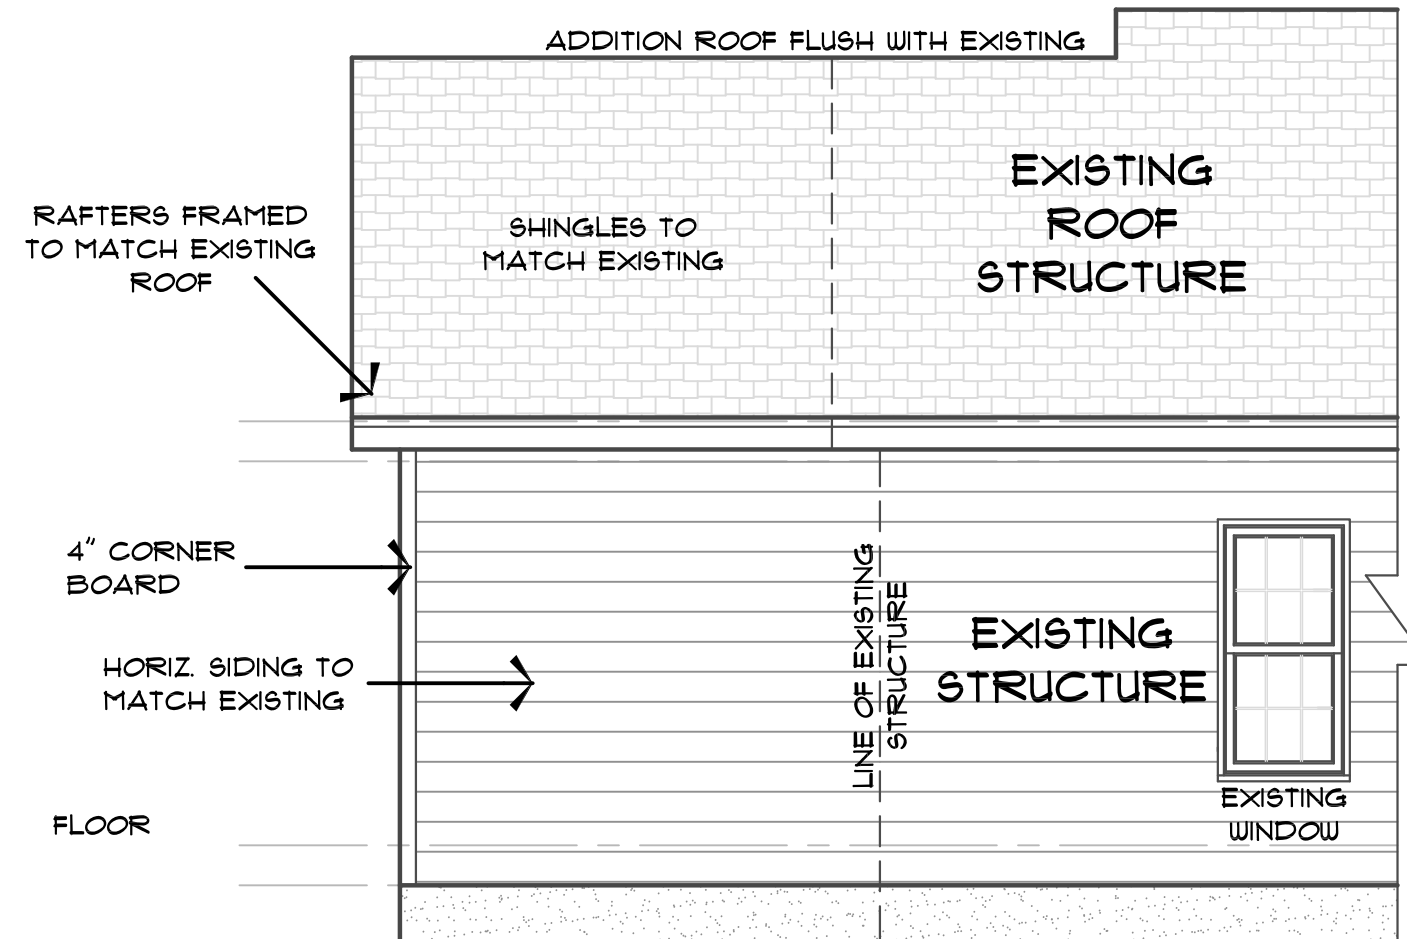 ADDITION ROOF FLUSH WITH EXISTING
RAFTERS FRAMED
TO MATCH EXISTING
ROOF
SHINGLES TO
MATCH EXISTING
EXISTING
ROOF
STRUCTURE
4" CORNER
BOARD
HORIZ. SIDING TO
MATCH EXISTING
LINE OF EXISTING
STRUCTURE
EXISTING
STRUCTURE
EXISTING
WINDOW
FLOOR